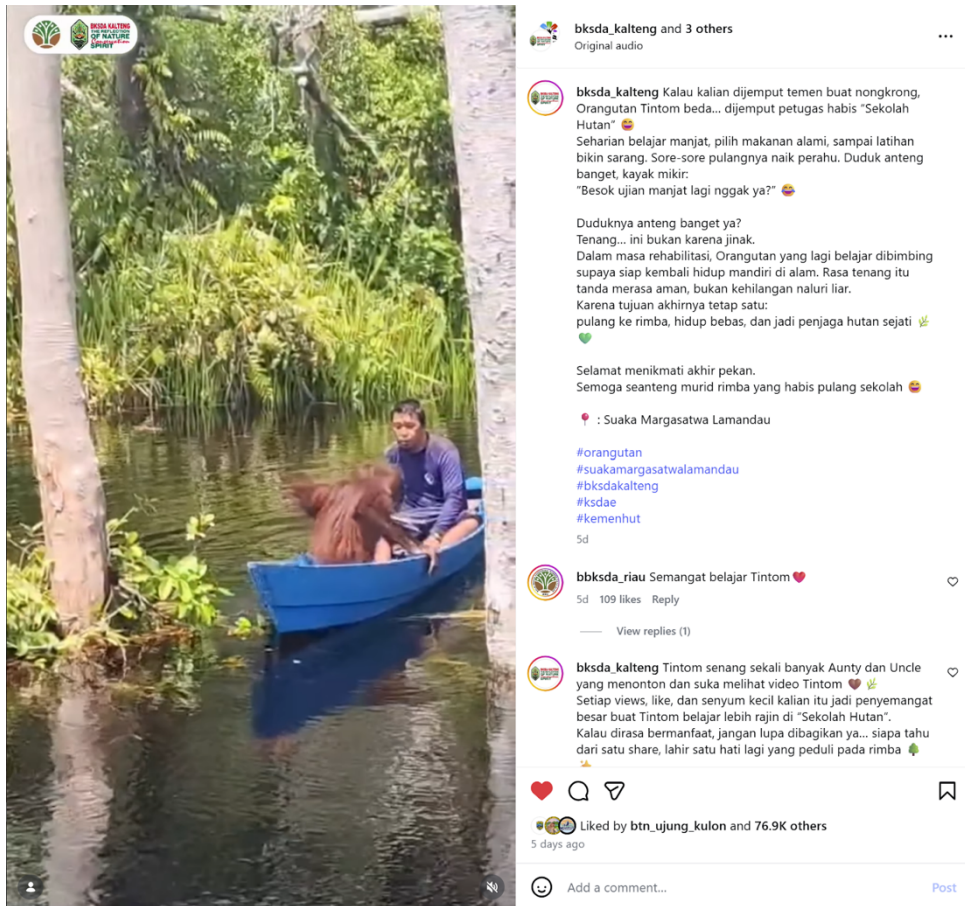 BKSDA KALTENG
THE REFLECTION
OF NATURE
Conservation
SPIRIT
bksda_kalteng and 3 others
Original audio
bksda_kalteng Kalau kalian dijemput temen buat nongkrong,
Orangutan Tintom beda... dijemput petugas habis "Sekolah
Hutan" 😄
Seharian belajar manjat, pilih makanan alami, sampai latihan
bikin sarang. Sore-sore pulangnya naik perahu. Duduk anteng
banget, kayak mikir:
"Besok ujian manjat lagi nggak ya?" 😂
Duduknya anteng banget ya?
Tenang... ini bukan karena jinak.
Dalam masa rehabilitasi, Orangutan yang lagi belajar dibimbing
supaya siap kembali hidup mandiri di alam. Rasa tenang itu
tanda merasa aman, bukan kehilangan naluri liar.
Karena tujuan akhirnya tetap satu:
pulang ke rimba, hidup bebas, dan jadi penjaga hutan sejati 🌿
💚
Selamat menikmati akhir pekan.
Semoga seanteng murid rimba yang habis pulang sekolah 😄
📍 : Suaka Margasatwa Lamandau
#orangutan
#suakamargasatwalamandau
#bksdakalteng
#ksdae
#kemenhut
5d
bbksda_riau Semangat belajar Tintom❤️
5d 109 likes Reply
View replies (1)
bksda_kalteng Tintom senang sekali banyak Aunty dan Uncle
yang menonton dan suka melihat video Tintom 🤎 🌿
Setiap views, like, dan senyum kecil kalian itu jadi penyemangat
besar buat Tintom belajar lebih rajin di "Sekolah Hutan".
Kalau dirasa bermanfaat, jangan lupa dibagikan ya... siapa tahu
dari satu share, lahir satu hati lagi yang peduli pada rimba 🌲
Liked by btn_ujung_kulon and 76.9K others
5 days ago
Add a comment...
Post